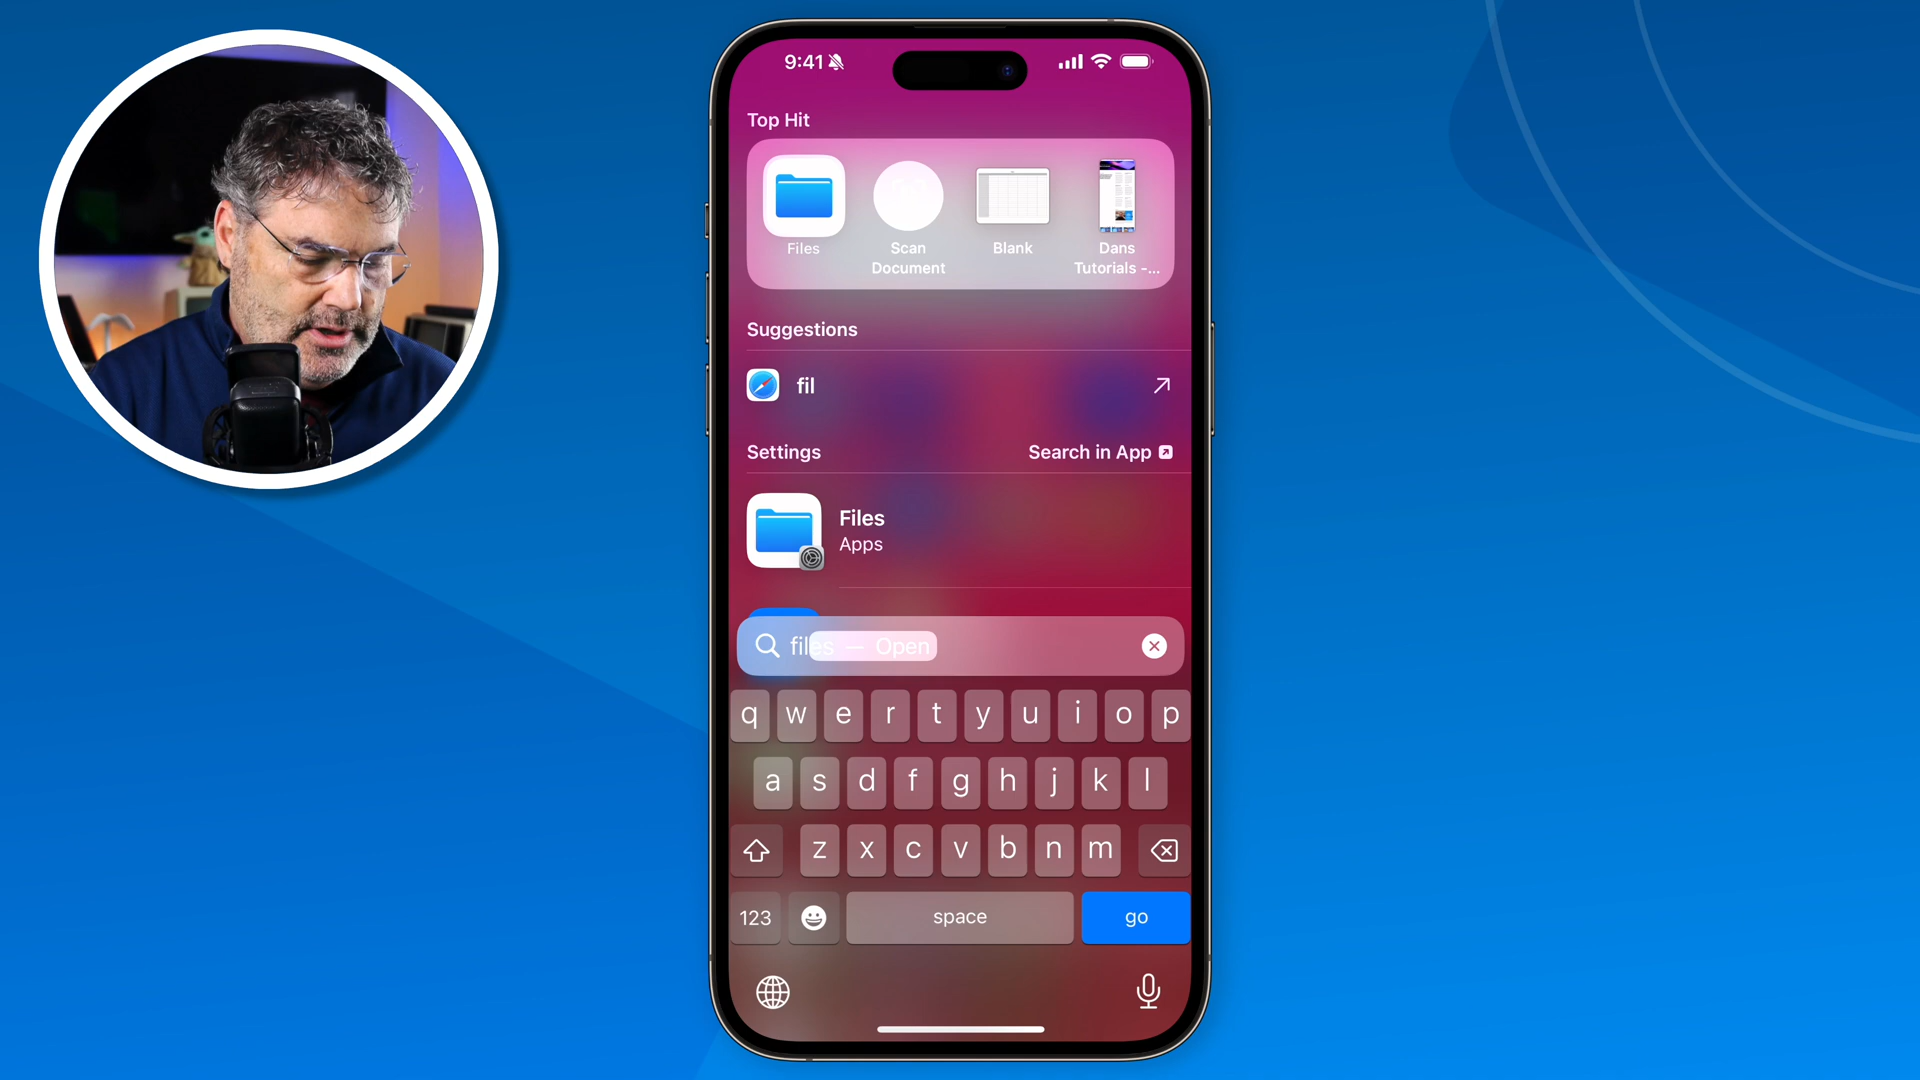 9:41
Top Hit
Files
Scan
Document
Blank
Dans
Tutorials -...
Suggestions
fil
Settings
Search in App
Files
Apps
files — Open
q w e r t y u i o p
a s d f g h j k l
z x c v b n m
123
space
go